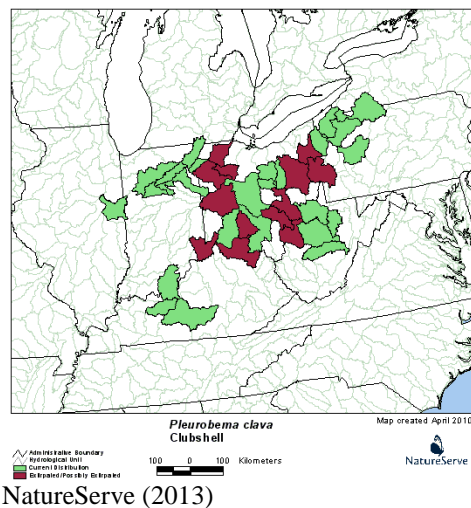 Pleurobema clava
Clubshell
Map created April 2010
Administrative Boundary
Hydrological Unit
Current Distribution
Extirpated/Possibly Extirpated
100 0 100 Kilometers
NatureServe
NatureServe (2013)